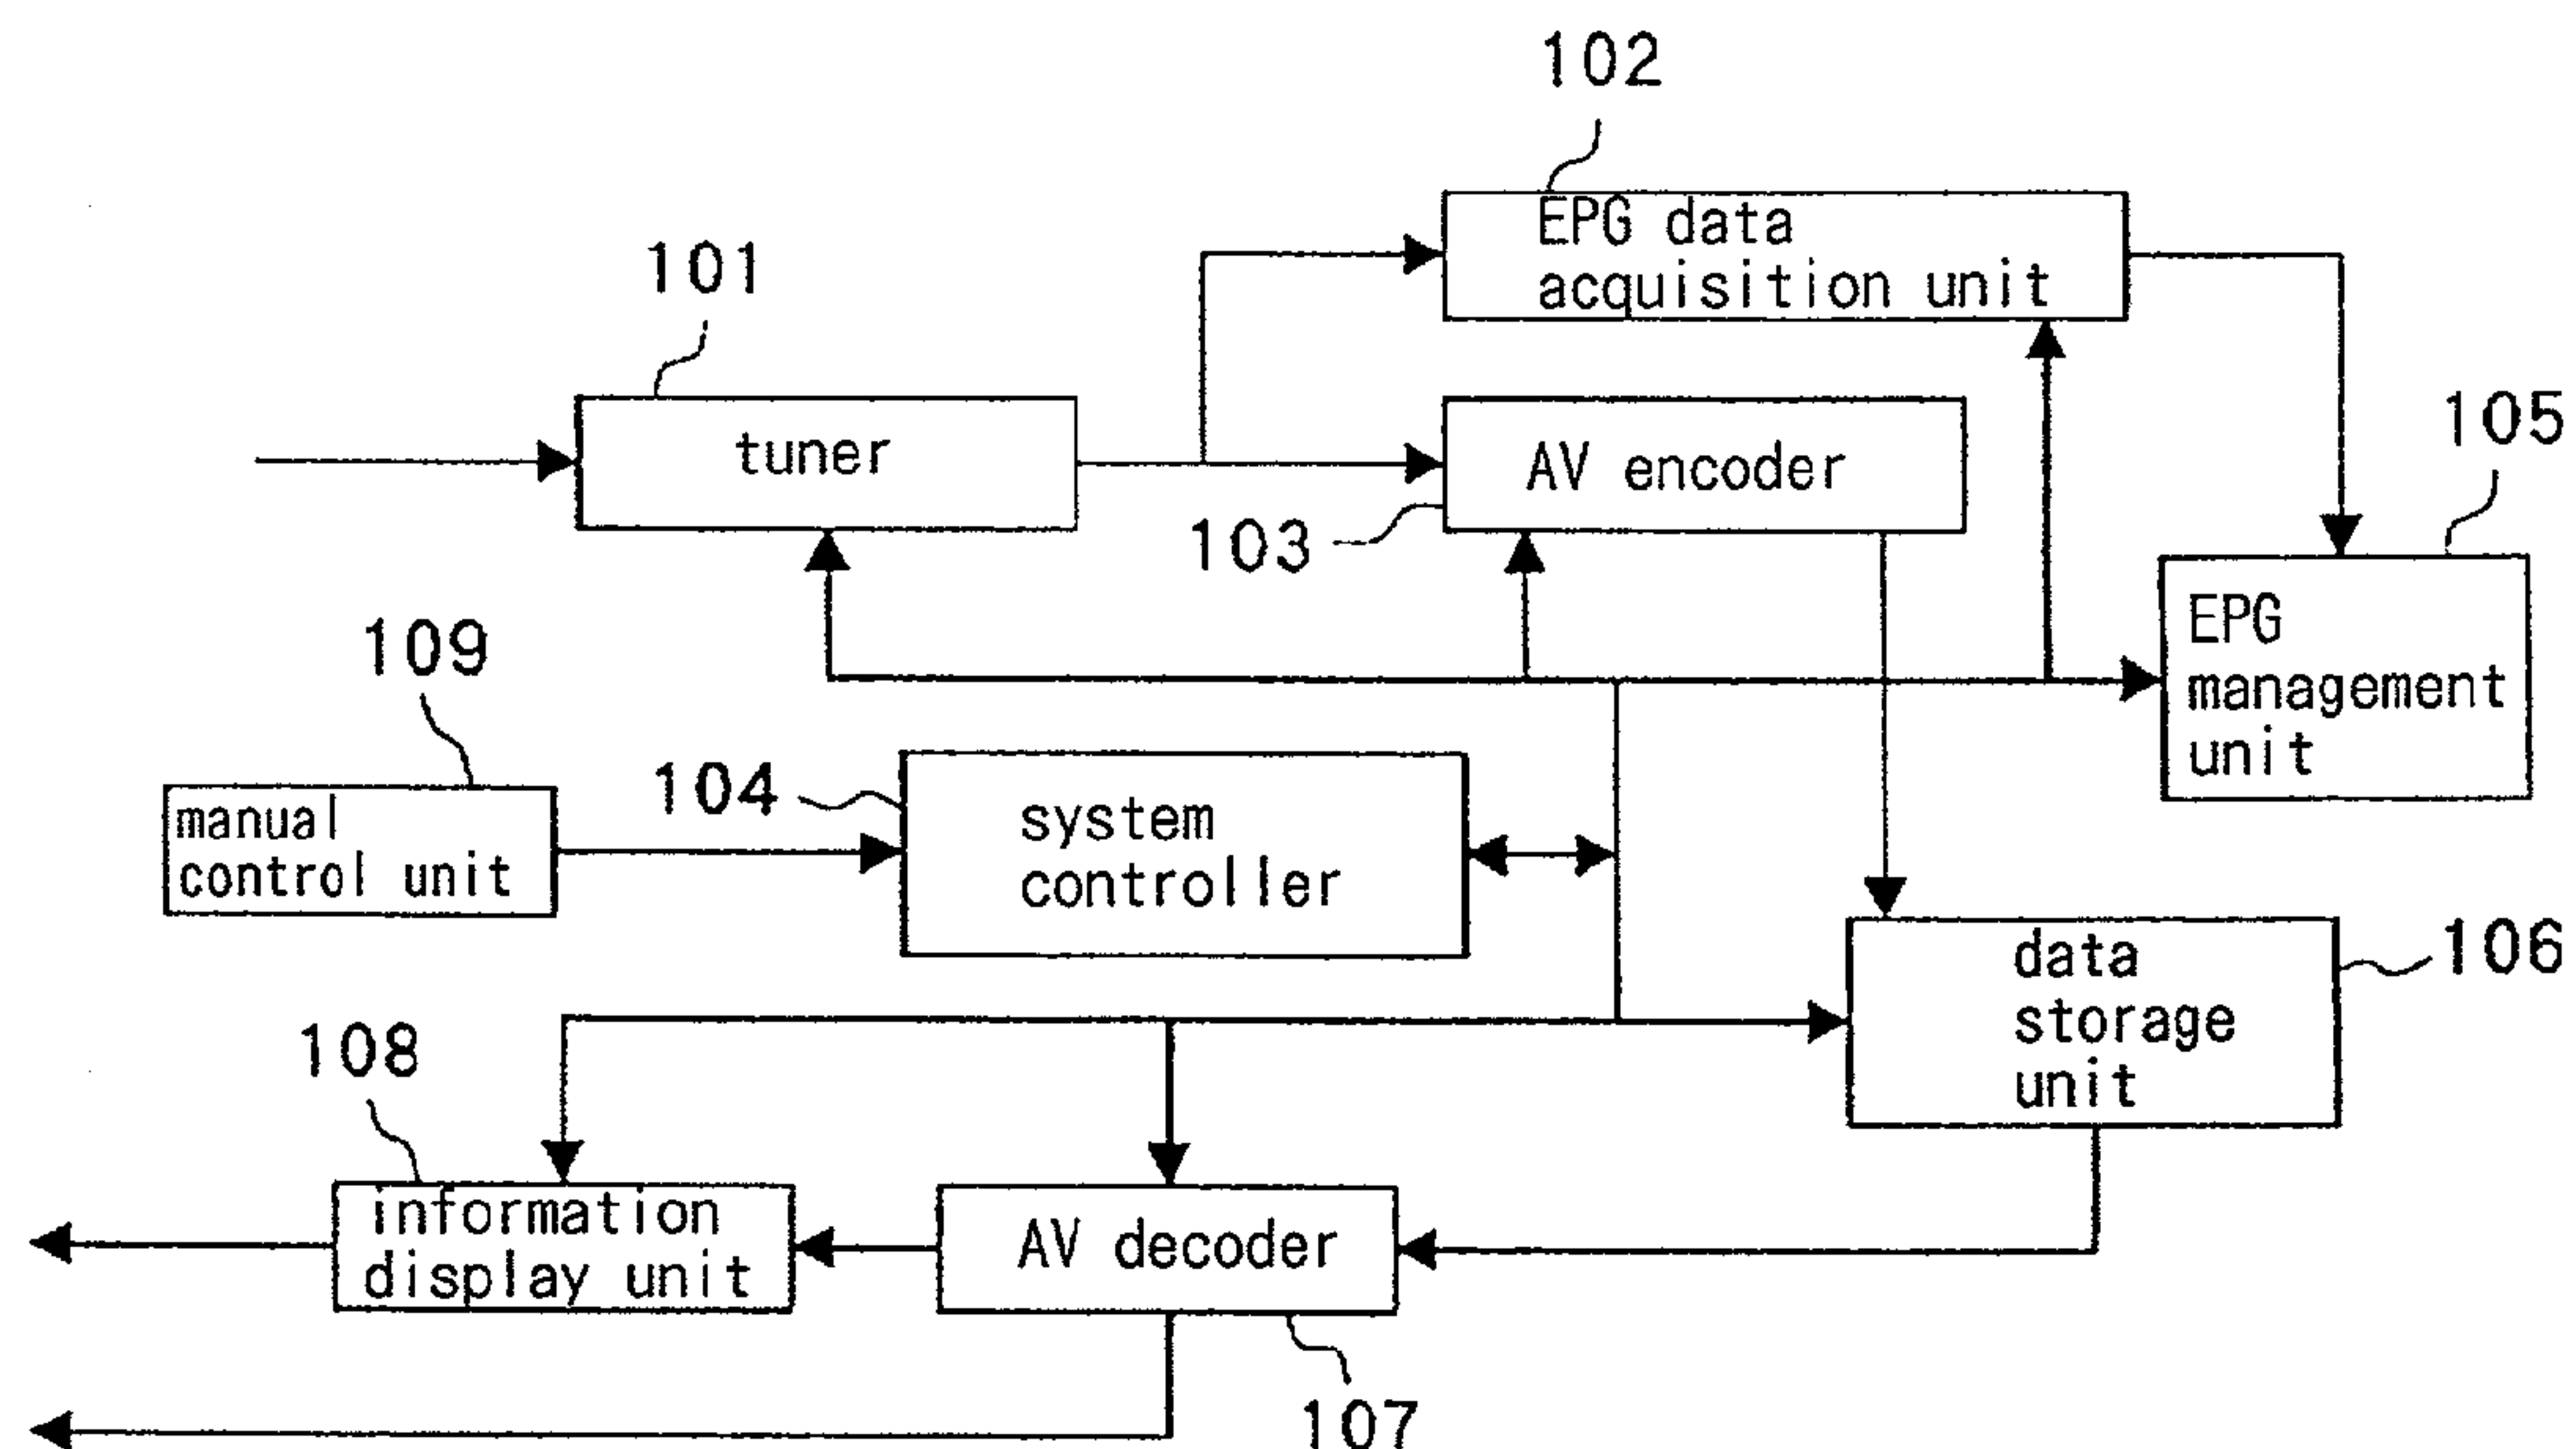 102
EPG data
acquisition unit
101
tuner
AV encoder
103
105
EPG
management
unit
109
manual
control unit
104
system
controller
data
storage
unit
106
108
information
display unit
AV decoder
107